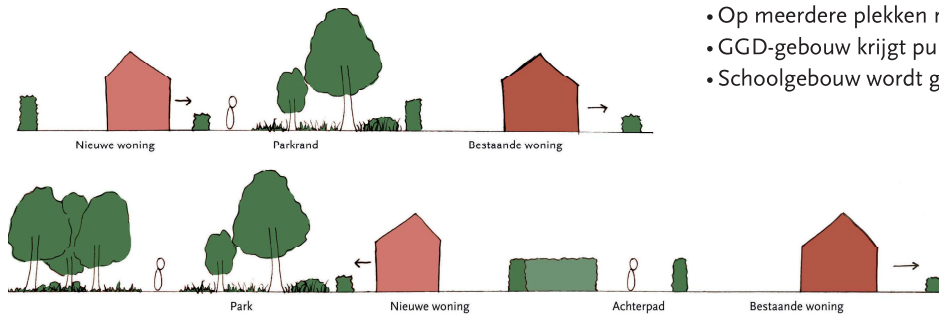 • Op meerdere plekken
• GGD-gebouw krijgt
• Schoolgebouw wordt
Nieuwe woning Parkrand Bestaande woning
Park Nieuwe woning Achterpad Bestaande woning